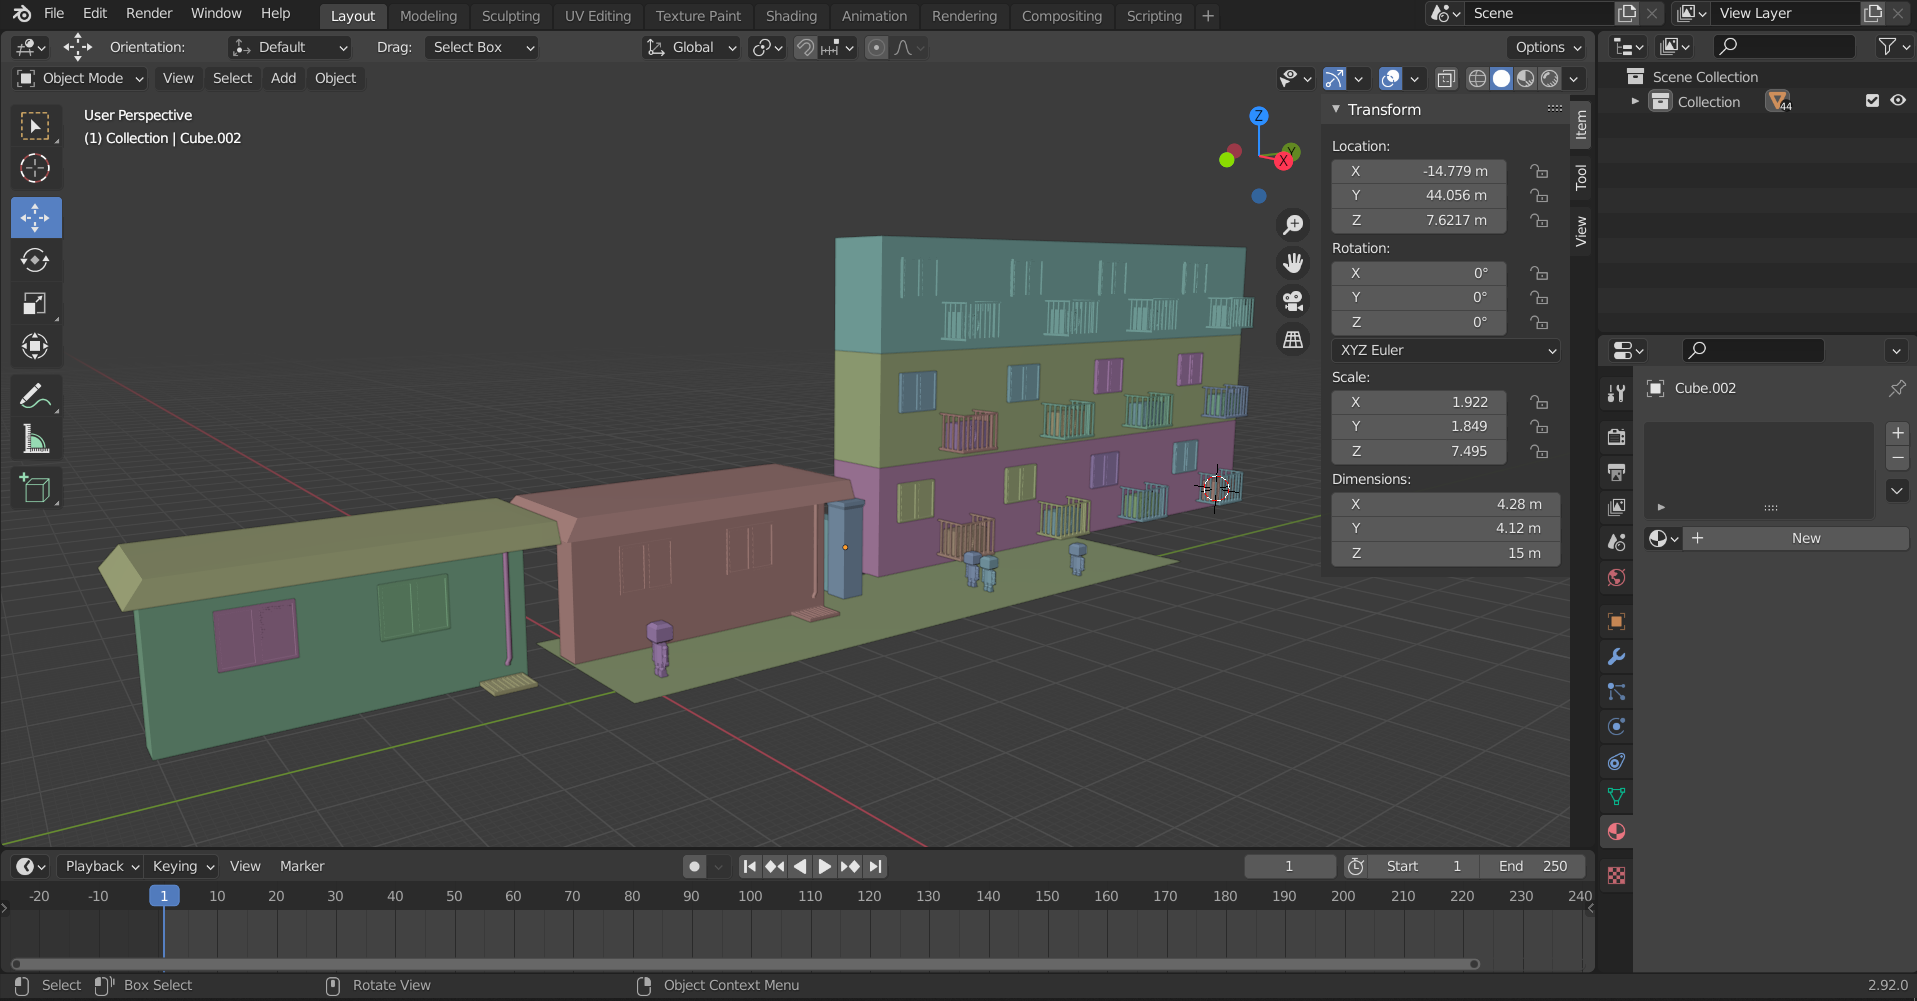 File Edit Render Window Help Layout Modeling Sculpting UV Editing Texture Paint Shading Animation Rendering Compositing Scripting + Scene View Layer
Orientation: Default Drag: Select Box Global Options
Object Mode View Select Add Object
User Perspective
(1) Collection | Cube.002
Z
Y
X
Transform
Location:
X -14.779 m
Y 44.056 m
Z 7.6217 m
Rotation:
X 0°
Y 0°
Z 0°
XYZ Euler
Scale:
X 1.922
Y 1.849
Z 7.495
Dimensions:
X 4.28 m
Y 4.12 m
Z 15 m
Item
Tool
View
Scene Collection
Collection 44
Cube.002
New
Playback Keying View Marker 1 Start 1 End 250
-20 -10 1 10 20 30 40 50 60 70 80 90 100 110 120 130 140 150 160 170 180 190 200 210 220 230 240
Select Box Select Rotate View Object Context Menu 2.92.0